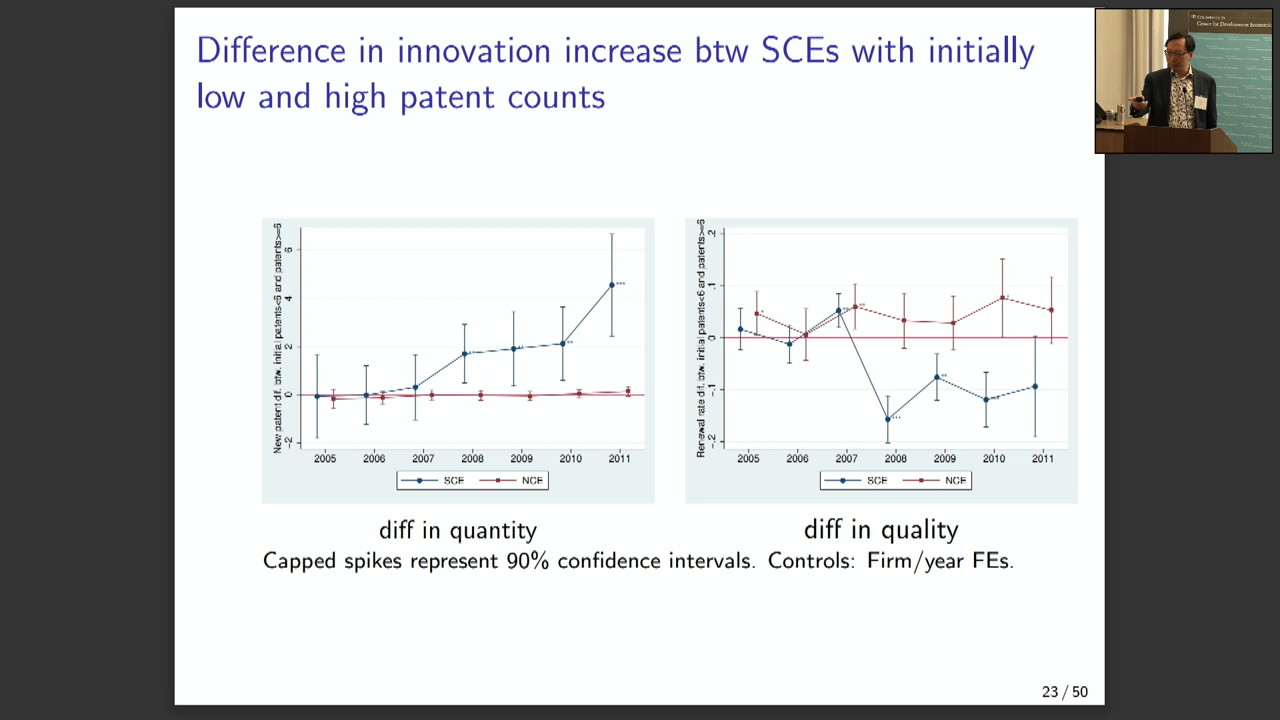 Difference in innovation increase btw SCEs with initially
low and high patent counts
New patent dif. btw. initial patents<6 and patents>=6
6
4
2
0
-2
2005 2006 2007 2008 2009 2010 2011
SCE NCE
Renewal rate dif. btw. initial patents<6 and patents>=6
.2
.1
0
-.1
-.2
2005 2006 2007 2008 2009 2010 2011
SCE NCE
diff in quantity
diff in quality
Capped spikes represent 90% confidence intervals. Controls: Firm/year FEs.
23 / 50
Center for Development Economics